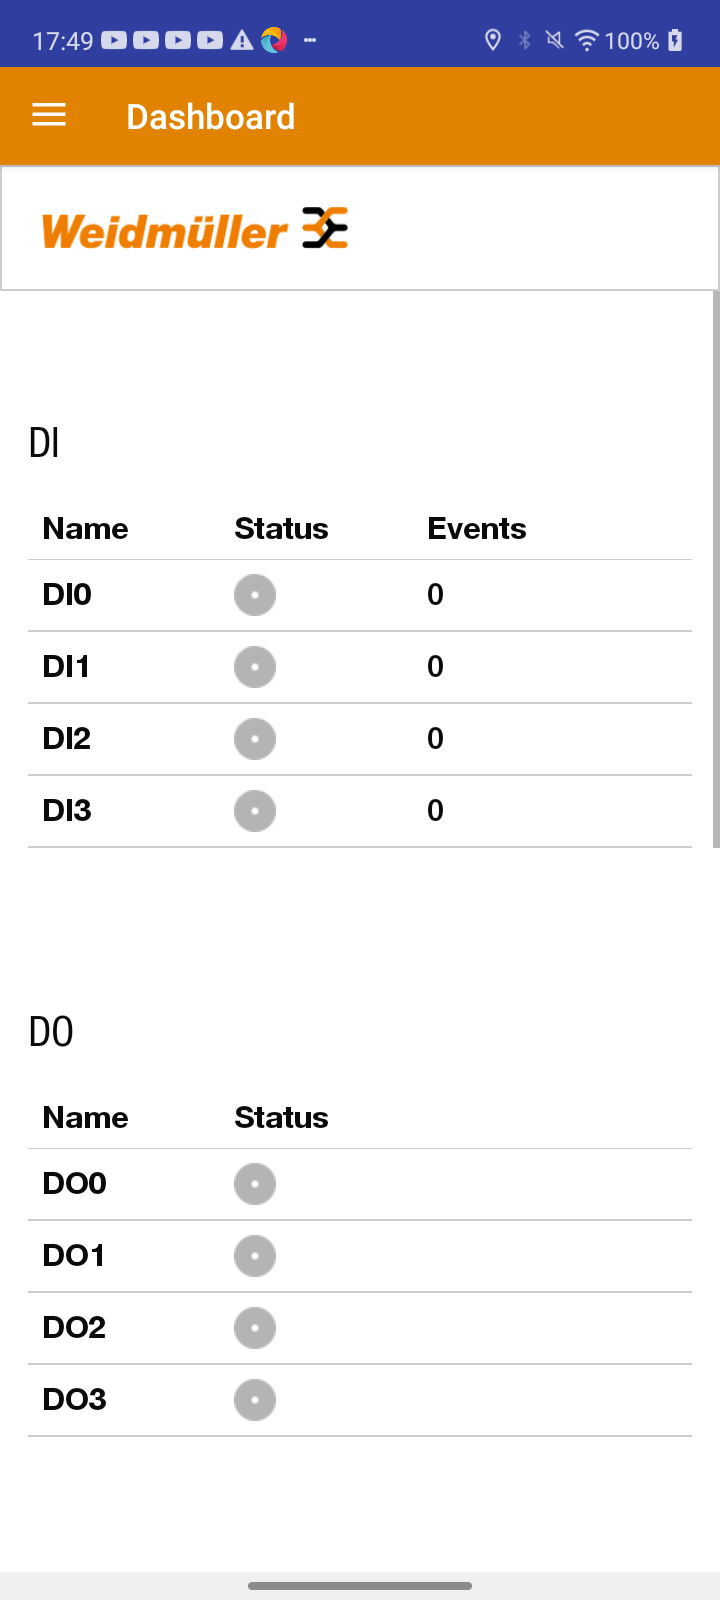 17:49 100%
Dashboard
Weidmüller
DI
Name Status Events
DI0 0
DI1 0
DI2 0
DI3 0
DO
Name Status
DO0
DO1
DO2
DO3